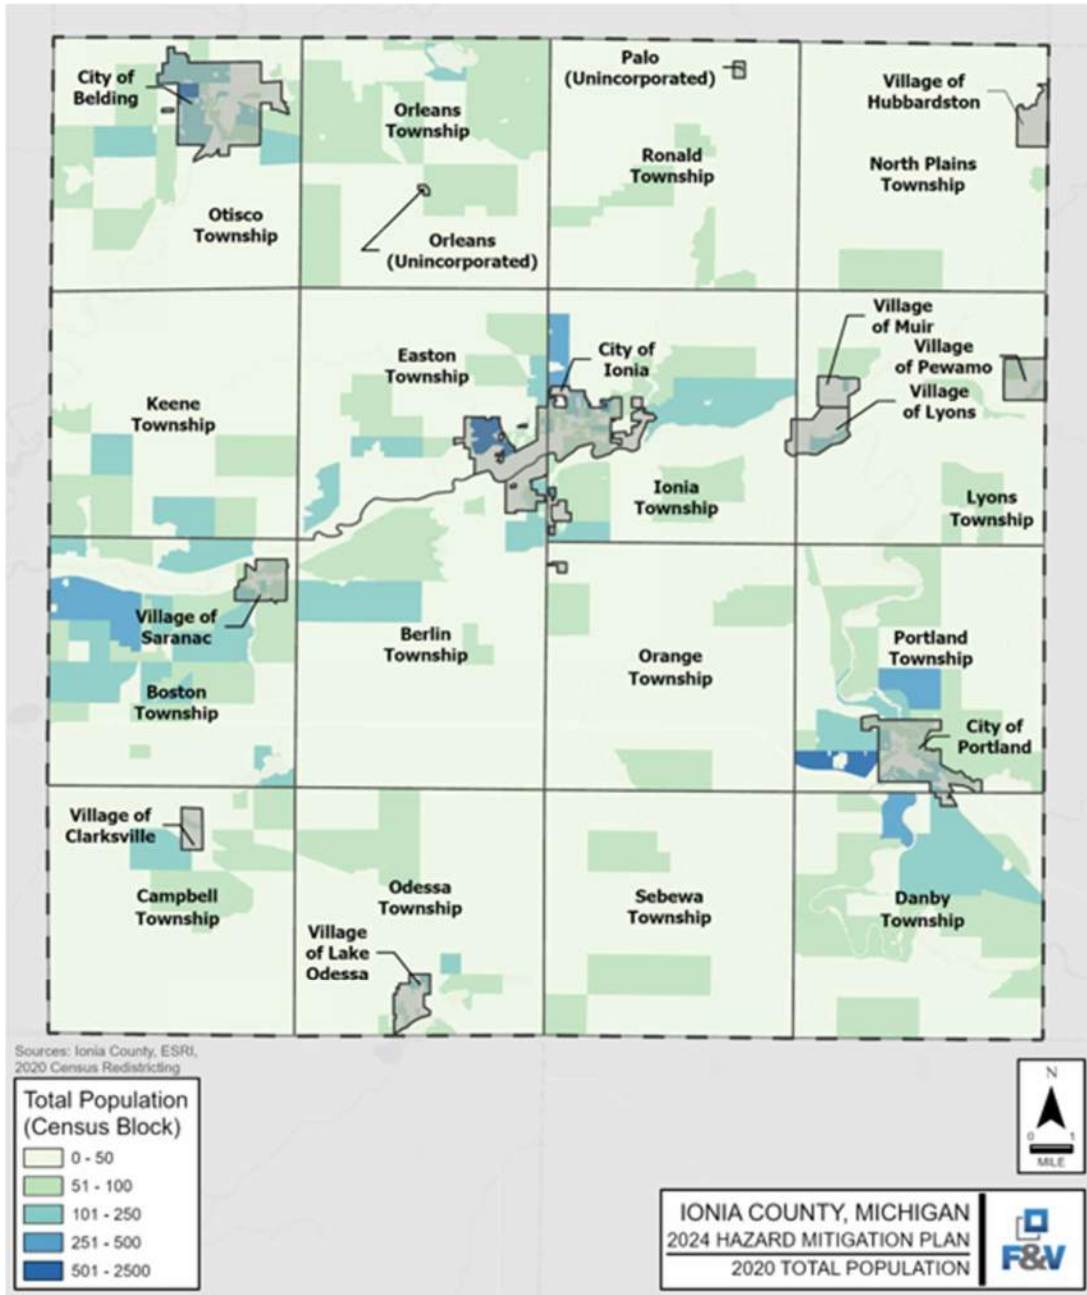 City of
Belding
Orleans
Township
Palo
(Unincorporated)
Village of
Hubbardston
Ronald
Township
North Plains
Township
Otisco
Township
Orleans
(Unincorporated)
Village
of Muir
City of
Ionia
Easton
Township
Village
of Pewamo
Village
of Lyons
Keene
Township
Ionia
Township
Lyons
Township
Village of
Saranac
Berlin
Township
Orange
Township
Portland
Township
Boston
Township
City of
Portland
Village of
Clarksville
Campbell
Township
Odessa
Township
Sebewa
Township
Danby
Township
Village
of Lake
Odessa
Sources: Ionia County, ESRI,
2020 Census Redistricting
Total Population
(Census Block)
0 - 50
51 - 100
101 - 250
251 - 500
501 - 2500
N
0 1
MILE
IONIA COUNTY, MICHIGAN
2024 HAZARD MITIGATION PLAN
2020 TOTAL POPULATION
F&V